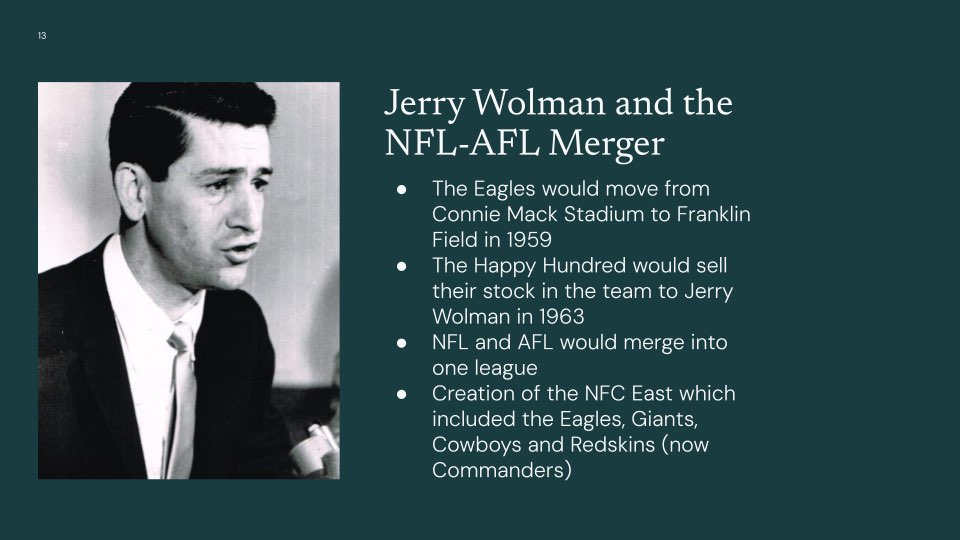 13
Jerry Wolman and the
NFL-AFL Merger
● The Eagles would move from
Connie Mack Stadium to Franklin
Field in 1959
● The Happy Hundred would sell
their stock in the team to Jerry
Wolman in 1963
● NFL and AFL would merge into
one league
● Creation of the NFC East which
included the Eagles, Giants,
Cowboys and Redskins (now
Commanders)